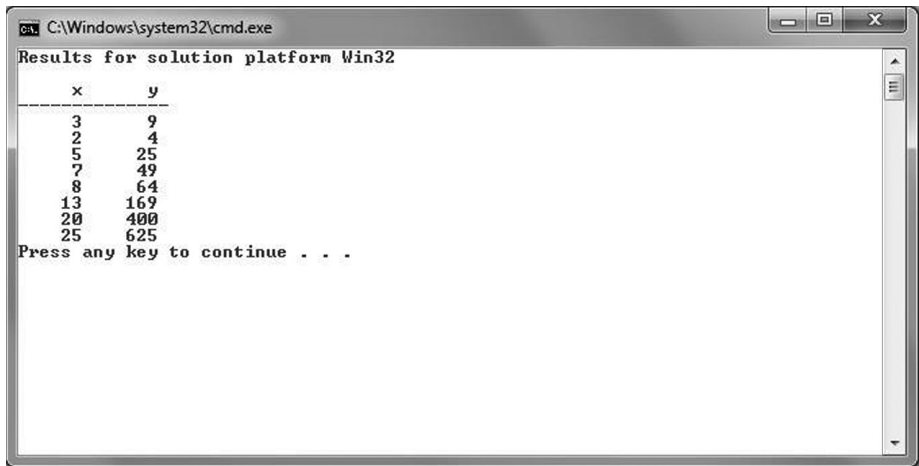 C:\Windows\system32\cmd.exe
Results for solution platform Win32
x y
--------------
3 9
2 4
5 25
7 49
8 64
13 169
20 400
25 625
Press any key to continue . . .